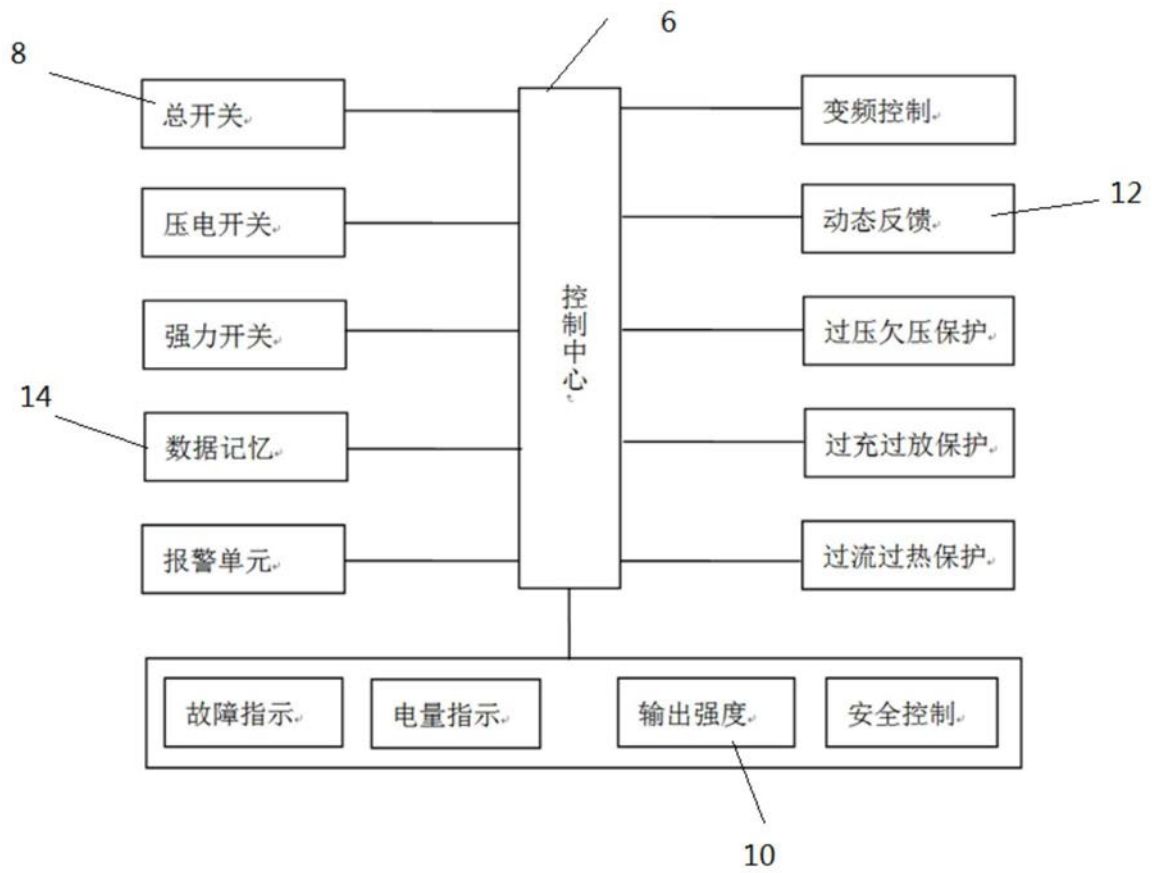 6
8
总开关
变频控制
压电开关
动态反馈
12
控制中心
强力开关
过压欠压保护
14
数据记忆
过充过放保护
报警单元
过流过热保护
故障指示
电量指示
输出强度
安全控制
10